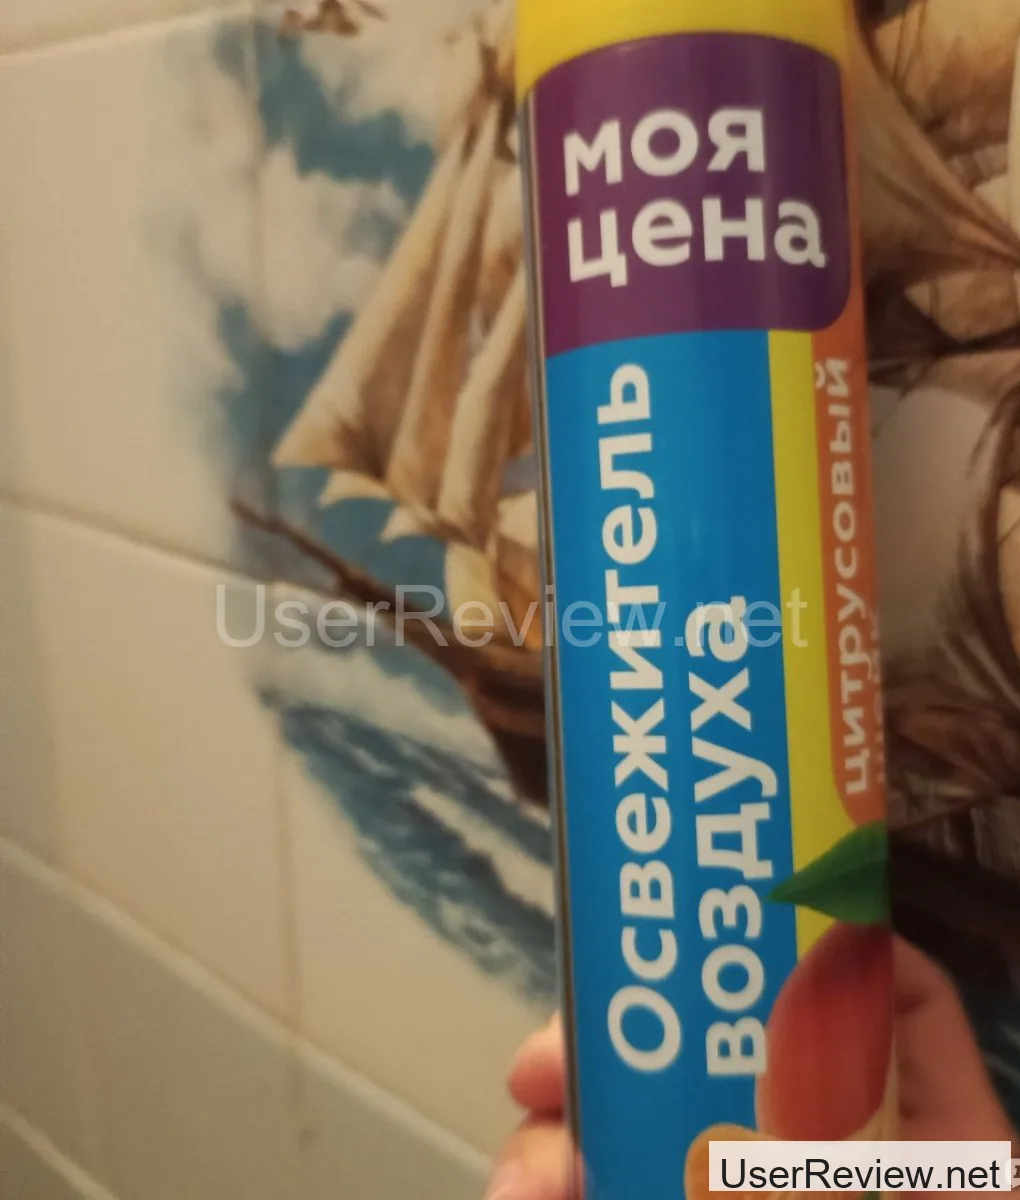 моя
цена
Освежитель
воздуха
цитрусовый
UserReview.net
UserReview.net